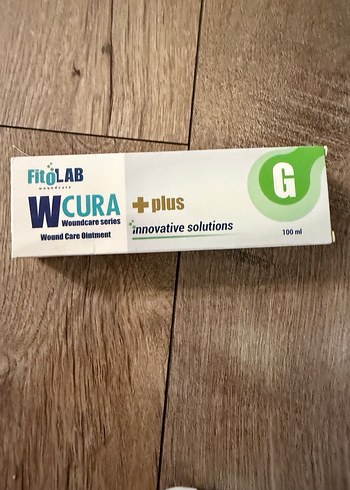 FitoLAB
woundcare
WCURA
Woundcare series
Wound Care Ointment
+plus
innovative solutions
G
100 ml